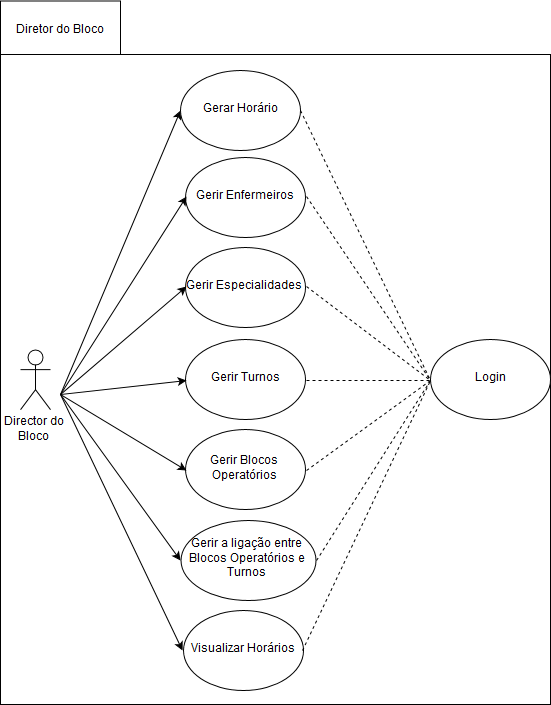 Diretor do Bloco
Gerar Horário
Gerir Enfermeiros
Gerir Especialidades
Gerir Turnos
Login
Director do
Bloco
Gerir Blocos
Operatórios
Gerir a ligação entre
Blocos Operatórios e
Turnos
Visualizar Horários